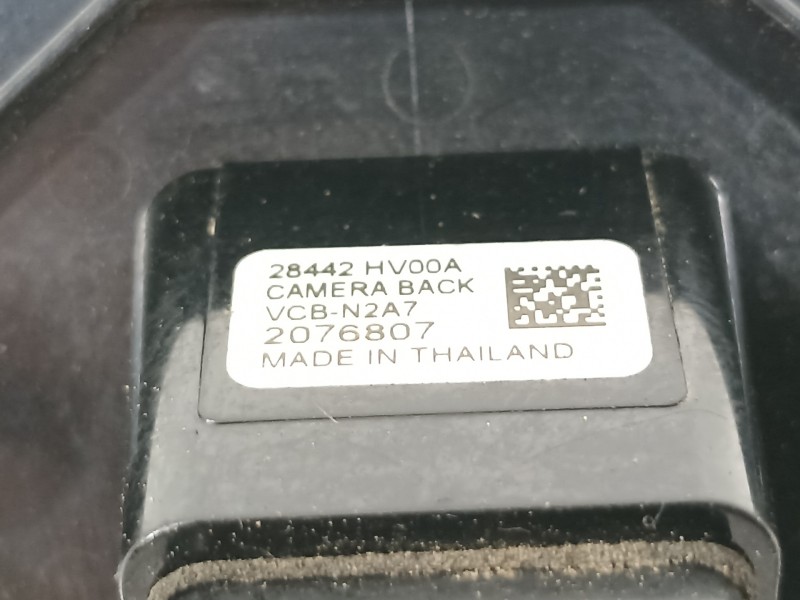 28442 HV00A
CAMERA BACK
VCB-N2A7
2076807
MADE IN THAILAND